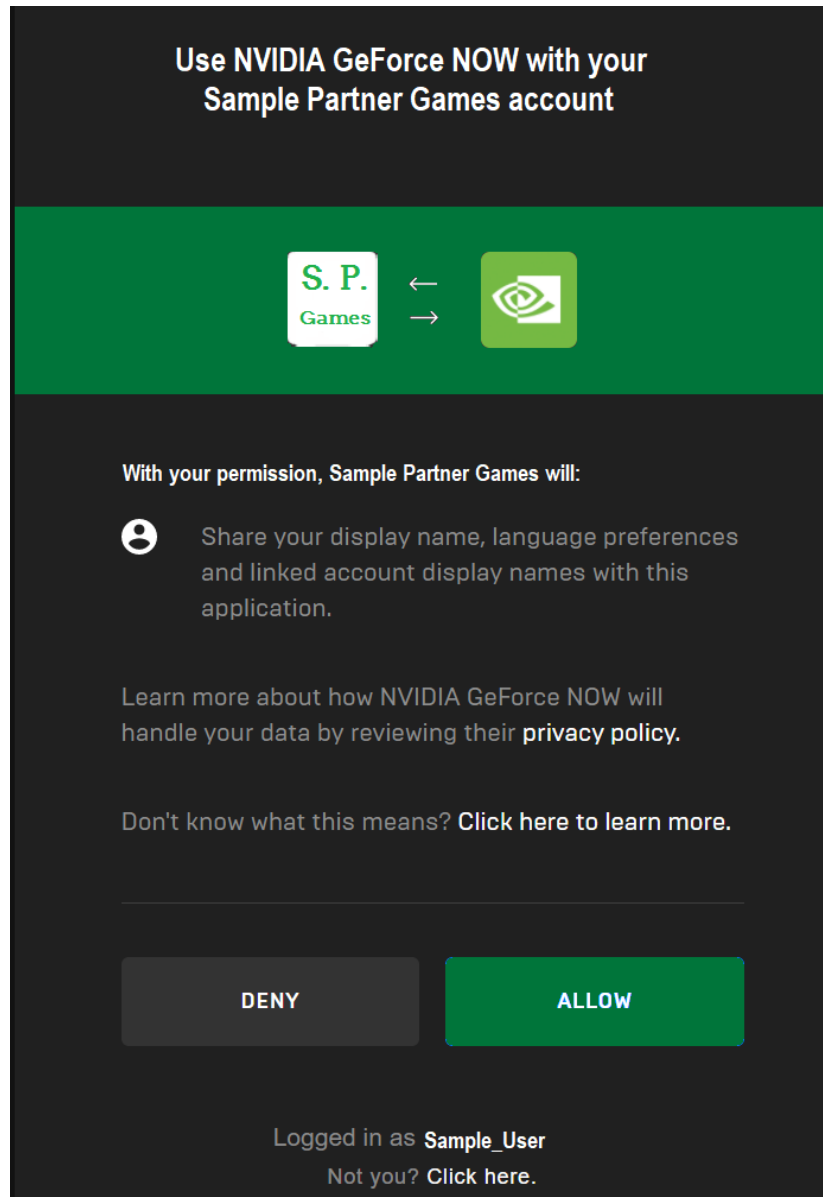 Use NVIDIA GeForce NOW with your
Sample Partner Games account
S. P.
Games
With your permission, Sample Partner Games will:
Share your display name, language preferences
and linked account display names with this
application.
Learn more about how NVIDIA GeForce NOW will
handle your data by reviewing their privacy policy.
Don't know what this means? Click here to learn more.
DENY
ALLOW
Logged in as Sample_User
Not you? Click here.